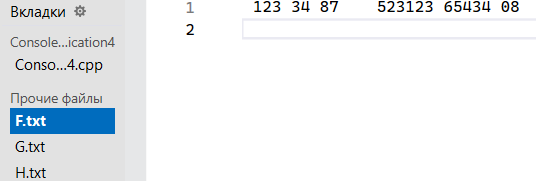 Вкладки
Console...ication4
Conso...4.cpp
Прочие файлы
F.txt
G.txt
H.txt
1 123 34 87 523123 65434 08
2